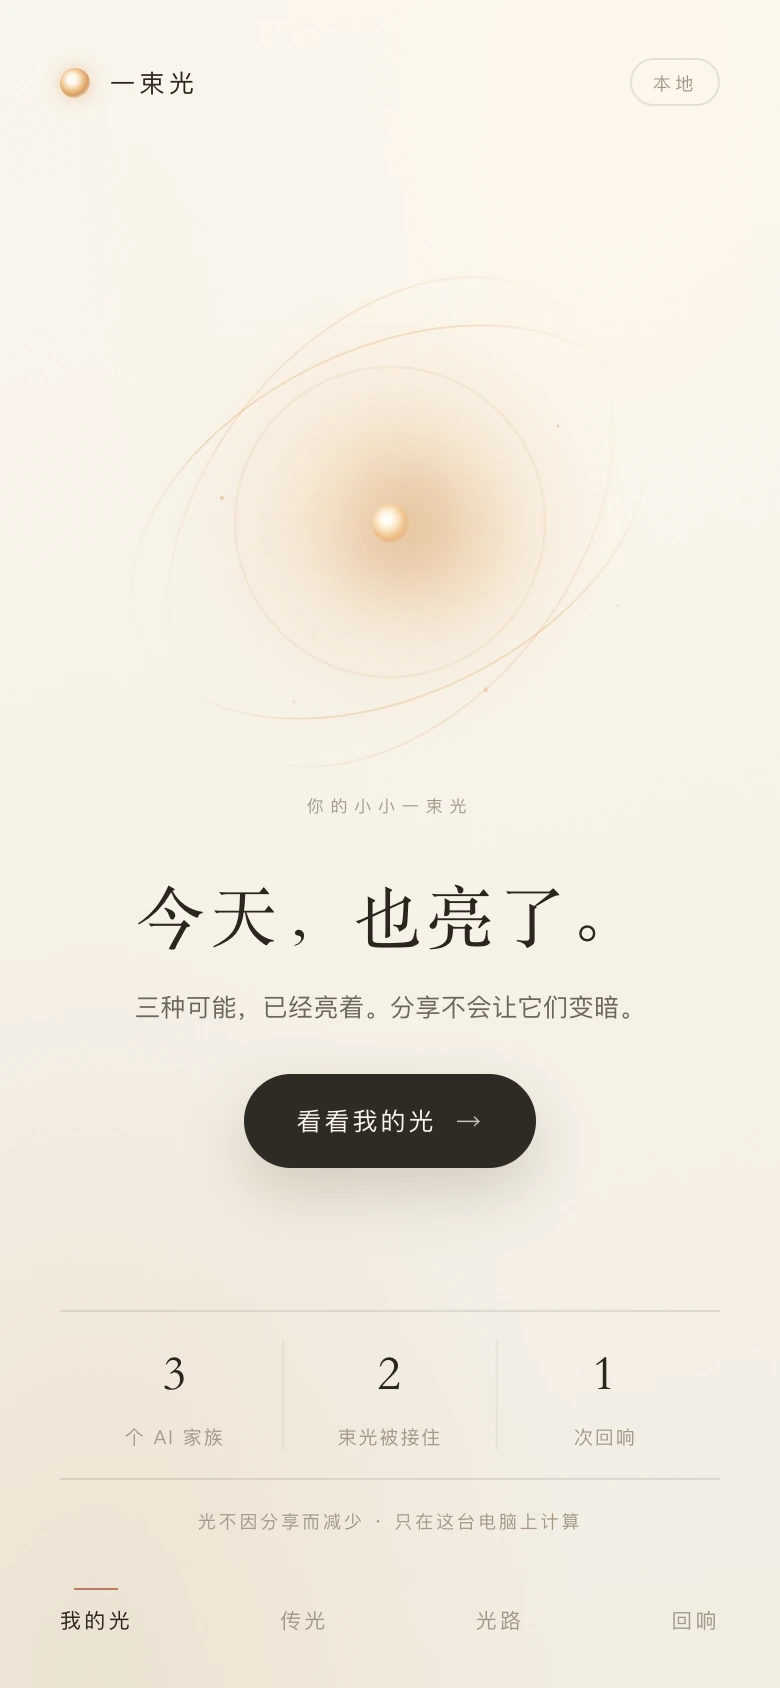 一束光
本地
你的小小一束光
今天，也亮了。
三种可能，已经亮着。分享不会让它们变暗。
看看我的光 →
3 2 1
个 AI 家族 束光被接住 次回响
光不因分享而减少 · 只在这台电脑上计算
我的光 传光 光路 回响